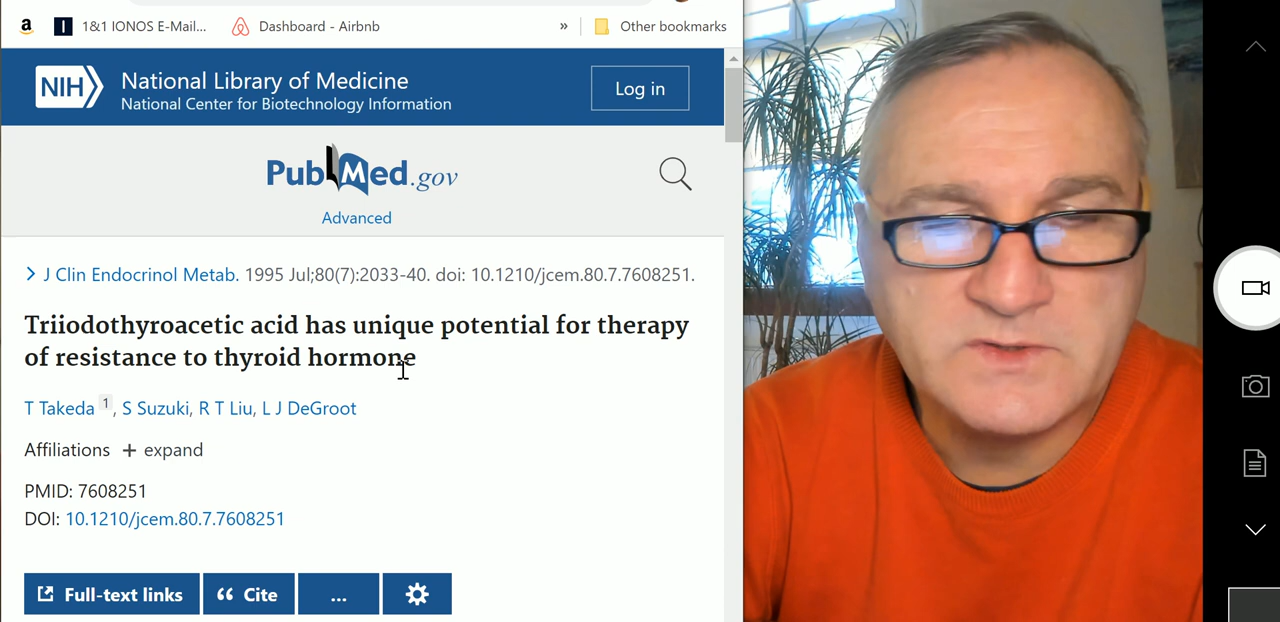 a 1&1 IONOS E-Mail... Dashboard - Airbnb » Other bookmarks
NIH National Library of Medicine
National Center for Biotechnology Information
Log in
PubMed.gov
Advanced
J Clin Endocrinol Metab. 1995 Jul;80(7):2033-40. doi: 10.1210/jcem.80.7.7608251.
Triiodothyroacetic acid has unique potential for therapy
of resistance to thyroid hormone
T Takeda 1, S Suzuki, R T Liu, L J DeGroot
Affiliations + expand
PMID: 7608251
DOI: 10.1210/jcem.80.7.7608251
Full-text links “ Cite ...